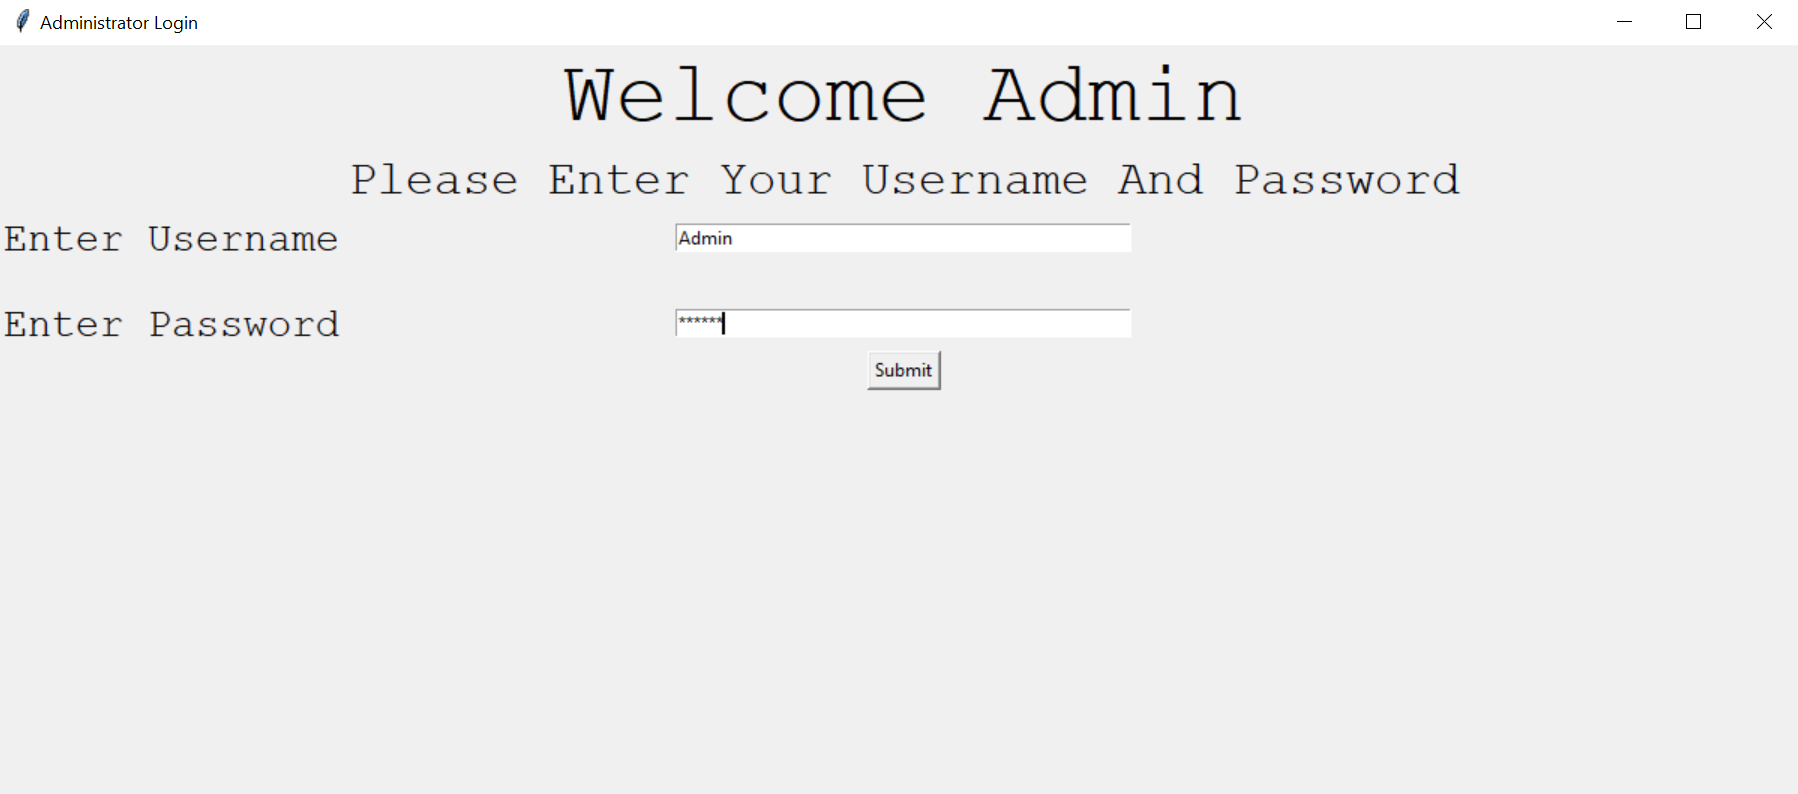 Administrator Login
Welcome Admin
Please Enter Your Username And Password
Enter Username Admin
Enter Password ******
Submit